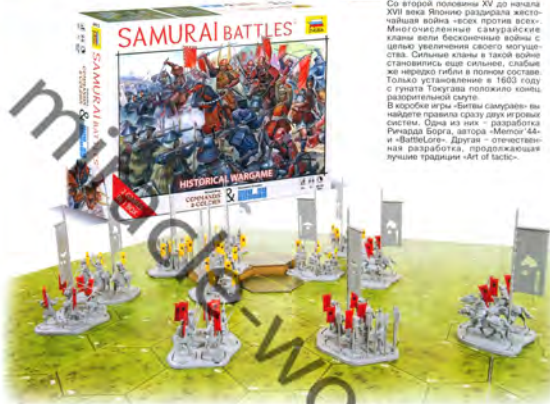 SAMURAI BATTLES
SAMURAI BATTLES
HISTORICAL WARGAME
COMMANDS
& COLORS
&
Со второй половины XV до начала
XVII века Японию раздирала жесто-
чайшая война «всех против всех».
Многочисленные самурайские
кланы вели бесконечные войны с
целью увеличения своего могуще-
ства. Сильные кланы в такой войне
становились еще сильнее, слабые
же нередко гибли в полном составе.
Только установление в 1603 году
с гуната Токугава положило конец
разорительной смуте.
В коробке игры «Битвы самураев» вы
найдете правила сразу двух игровых
систем. Одна из них – разработка
Ричарда Борга, автора «Memoir'44»
и «BattleLore». Другая – отечествен-
ная разработка, продолжающая
лучшие традиции «Art of tactic».